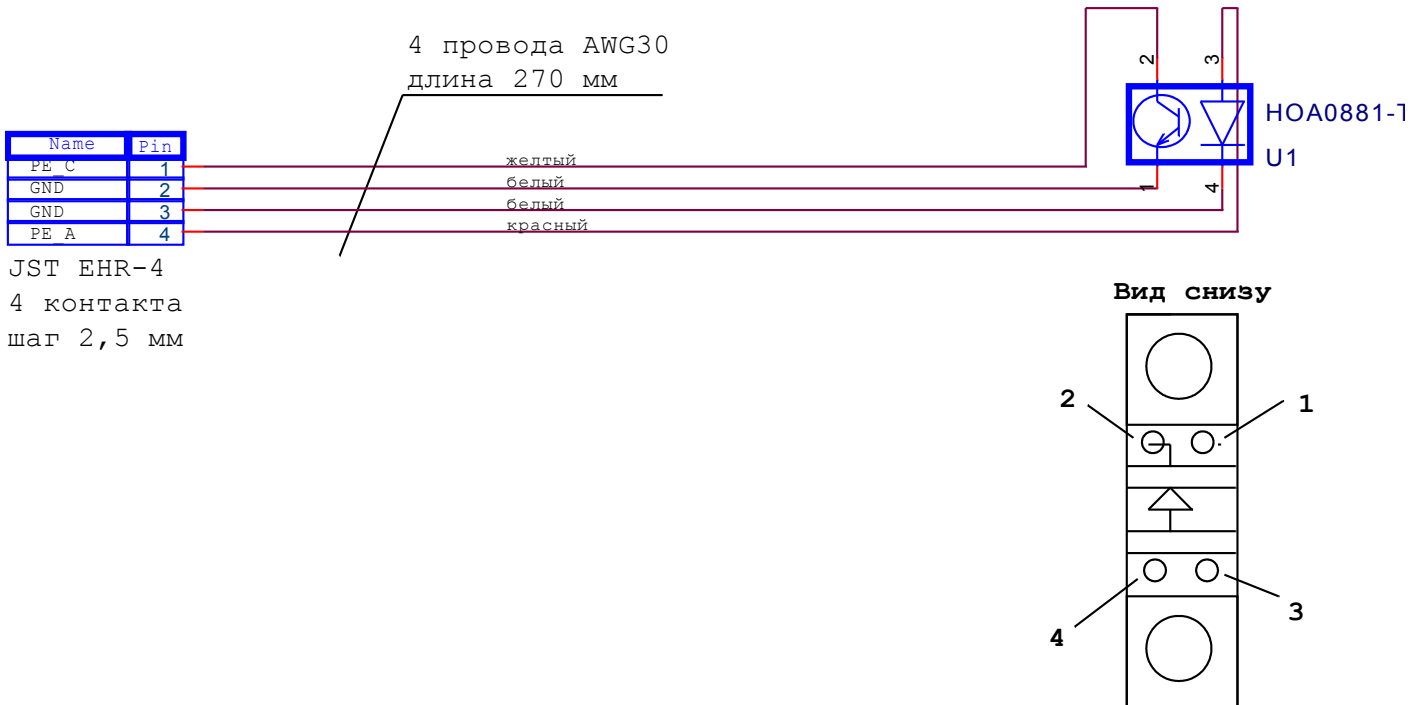 4 провода AWG30
длина 270 мм
2 3
HOA0881-T
U1
1 4
Name Pin
PE_C 1 желтый
GND 2 белый
GND 3 белый
PE_A 4 красный
JST EHR-4
4 контакта
шаг 2,5 мм
Вид снизу
2 1
4 3